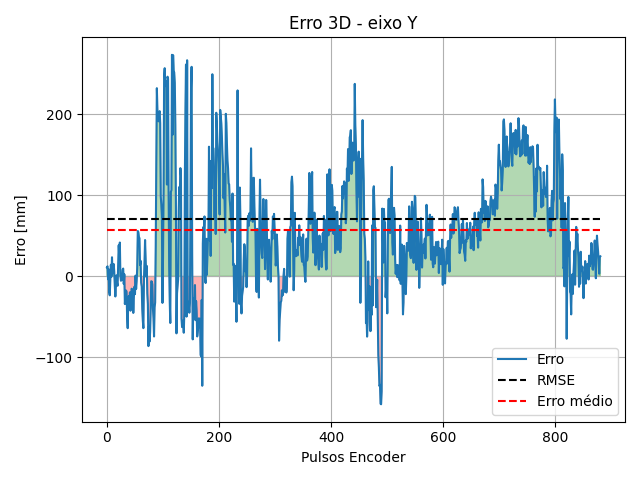 Erro 3D - eixo Y
Erro [mm]
200
100
0
−100
0 200 400 600 800
Pulsos Encoder
Erro
RMSE
Erro médio